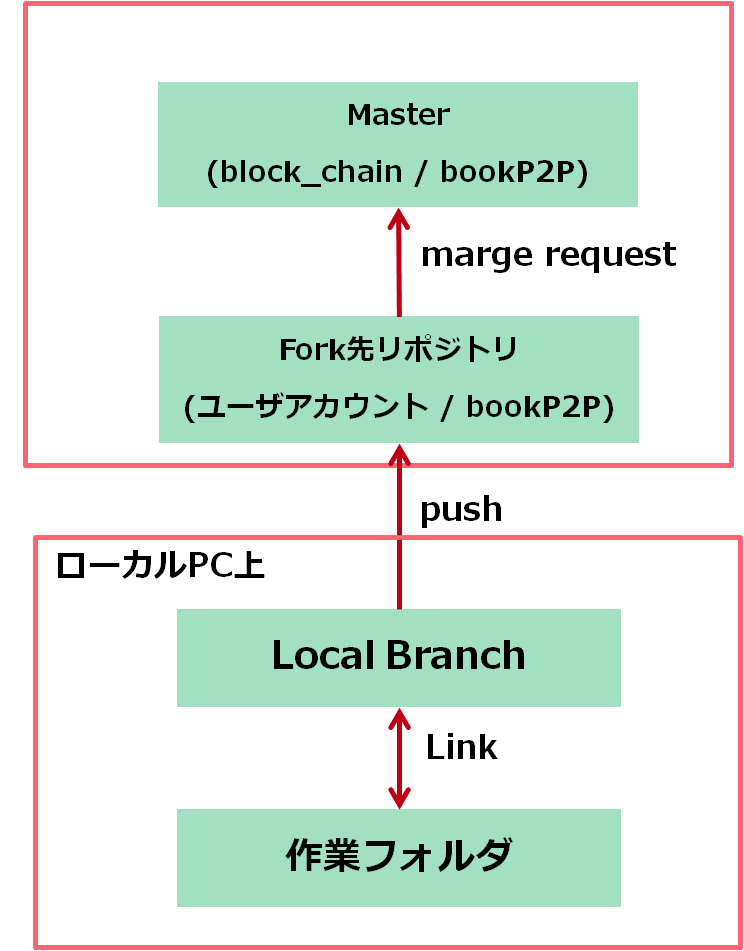 Master
(block_chain / bookP2P)
marge request
Fork先リポジトリ
(ユーザアカウント / bookP2P)
push
ローカルPC上
Local Branch
Link
作業フォルダ